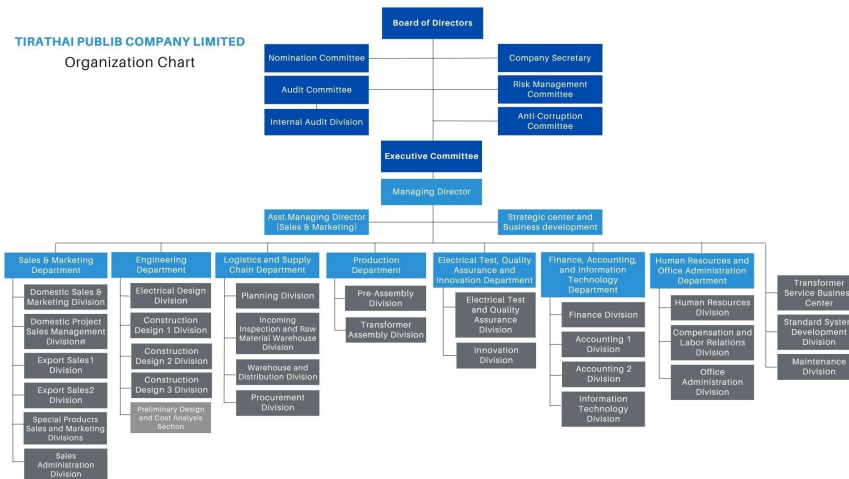 Board of Directors
TIRATHAI PUBLIB COMPANY LIMITED
Organization Chart
Nomination Committee
Company Secretary
Audit Committee
Risk Management
Committee
Internal Audit Division
Anti-Corruption
Committee
Executive Committee
Managing Director
Asst.Managing Director
(Sales & Marketing)
Strategic center and
Business development
Sales & Marketing
Department
Domestic Sales &
Marketing Division
Domestic Project
Sales Management
Division#
Export Sales1
Division
Export Sales2
Division
Special Products
Sales and Marketing
Divisions
Sales
Administration
Division
Engineering
Department
Electrical Design
Division
Construction
Design 1 Division
Construction
Design 2 Division
Construction
Design 3 Division
Preliminary Design
and Cost Analysis
Section
Logistics and Supply
Chain Department
Planning Division
Incoming
Inspection and Raw
Material Warehouse
Division
Warehouse and
Distribution Division
Procurement
Division
Production
Department
Pre-Assembly
Division
Transformer
Assembly Division
Electrical Test, Quality
Assurance and
Innovation Department
Electrical Test
and Quality
Assurance
Division
Innovation
Division
Finance, Accounting,
and Information
Technology
Department
Finance Division
Accounting 1
Division
Accounting 2
Division
Information
Technology
Division
Human Resources and
Office Administration
Department
Human Resources
Division
Compensation and
Labor Relations
Division
Office
Administration
Division
Transformer
Service Business
Center
Standard System
Development
Division
Maintenance
Division